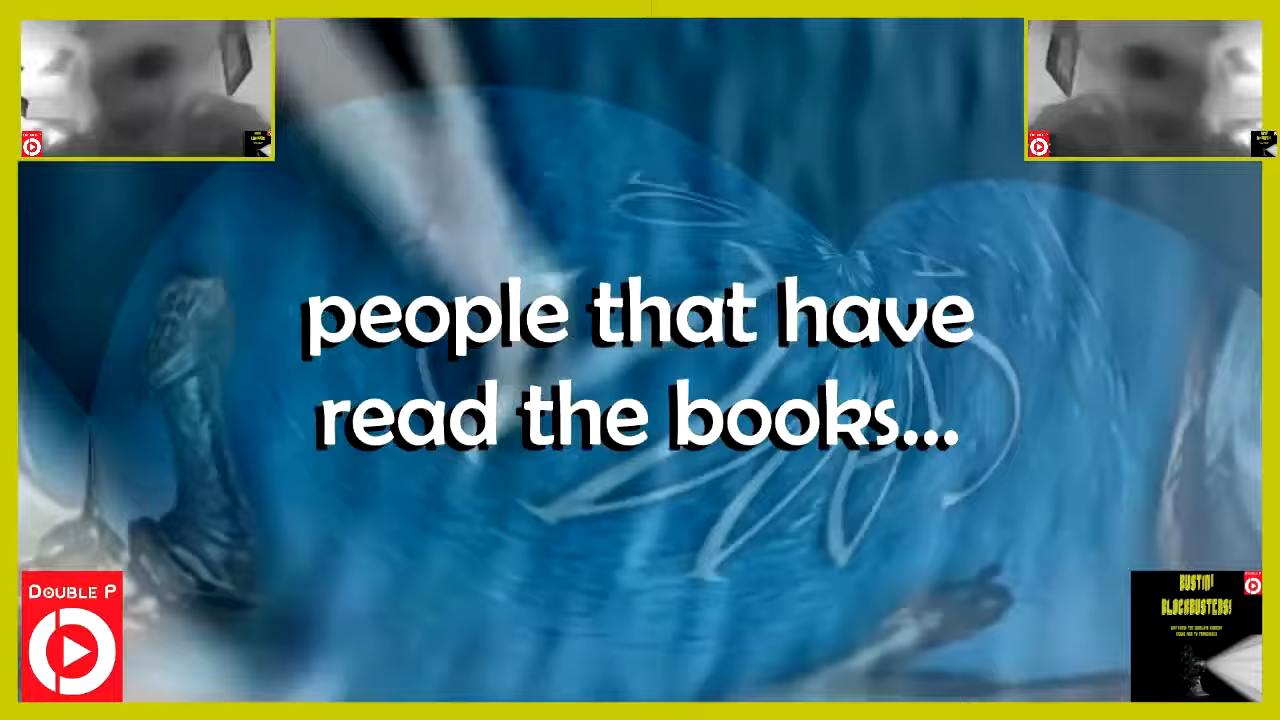 people that have
read the books...
DOUBLE P
BUSTIN'
BLOCKBUSTERS!